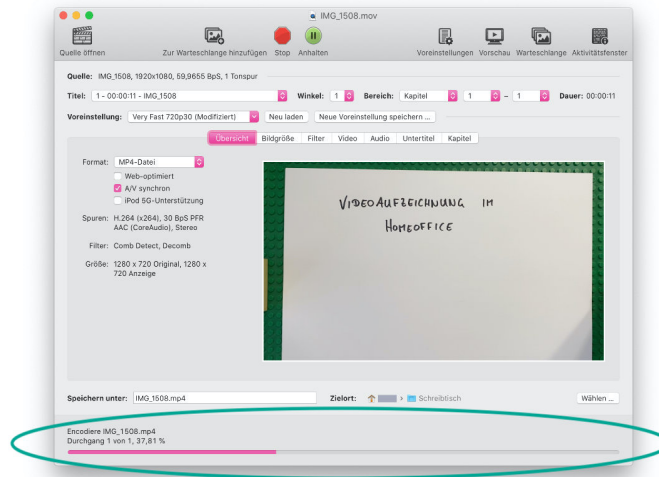 IMG_1508.mov
Quelle öffnen
Zur Warteschlange hinzufügen
Stop
Anhalten
Voreinstellungen
Vorschau
Warteschlange
Aktivitätsfenster
Quelle: IMG_1508, 1920x1080, 59,9655 BpS, 1 Tonspur
Titel: 1 - 00:00:11 - IMG_1508 Winkel: 1 Bereich: Kapitel 1 – 1 Dauer: 00:00:11
Voreinstellung: Very Fast 720p30 (Modifiziert) Neu laden Neue Voreinstellung speichern ...
Übersicht Bildgröße Filter Video Audio Untertitel Kapitel
Format: MP4-Datei
Web-optimiert
A/V synchron
iPod 5G-Unterstützung
Spuren: H.264 (x264), 30 BpS PFR
AAC (CoreAudio), Stereo
Filter: Comb Detect, Decomb
Größe: 1280 x 720 Original, 1280 x
720 Anzeige
VIDEOAUFZEICHNUNG IM
HOMEOFFICE
Speichern unter: IMG_1508.mp4 Zielort: Schreibtisch Wählen ...
Encodiere IMG_1508.mp4
Durchgang 1 von 1, 37,81 %